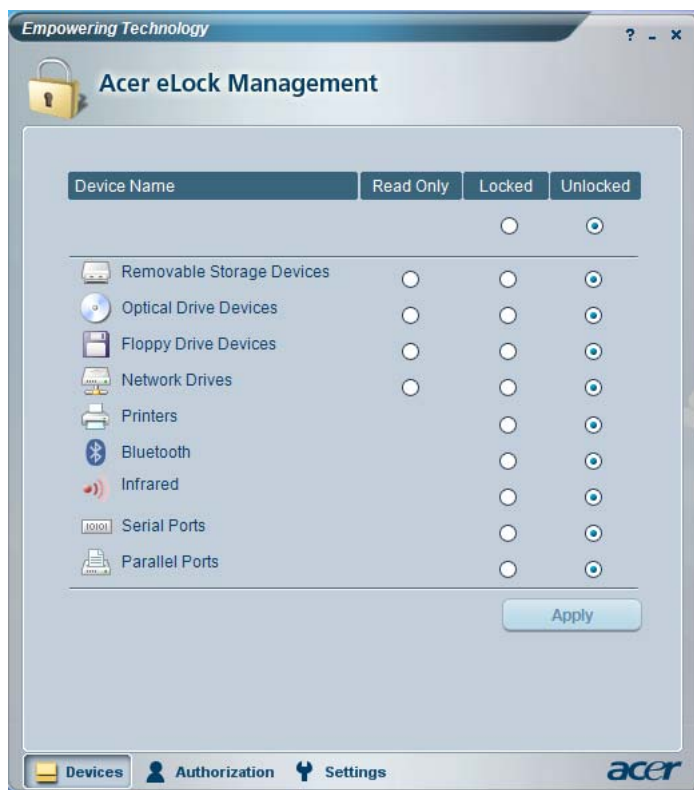 Empowering Technology
? - x
Acer eLock Management
Device Name Read Only Locked Unlocked
Removable Storage Devices
Optical Drive Devices
Floppy Drive Devices
Network Drives
Printers
Bluetooth
Infrared
10101 Serial Ports
Parallel Ports
Apply
Devices Authorization Settings acer